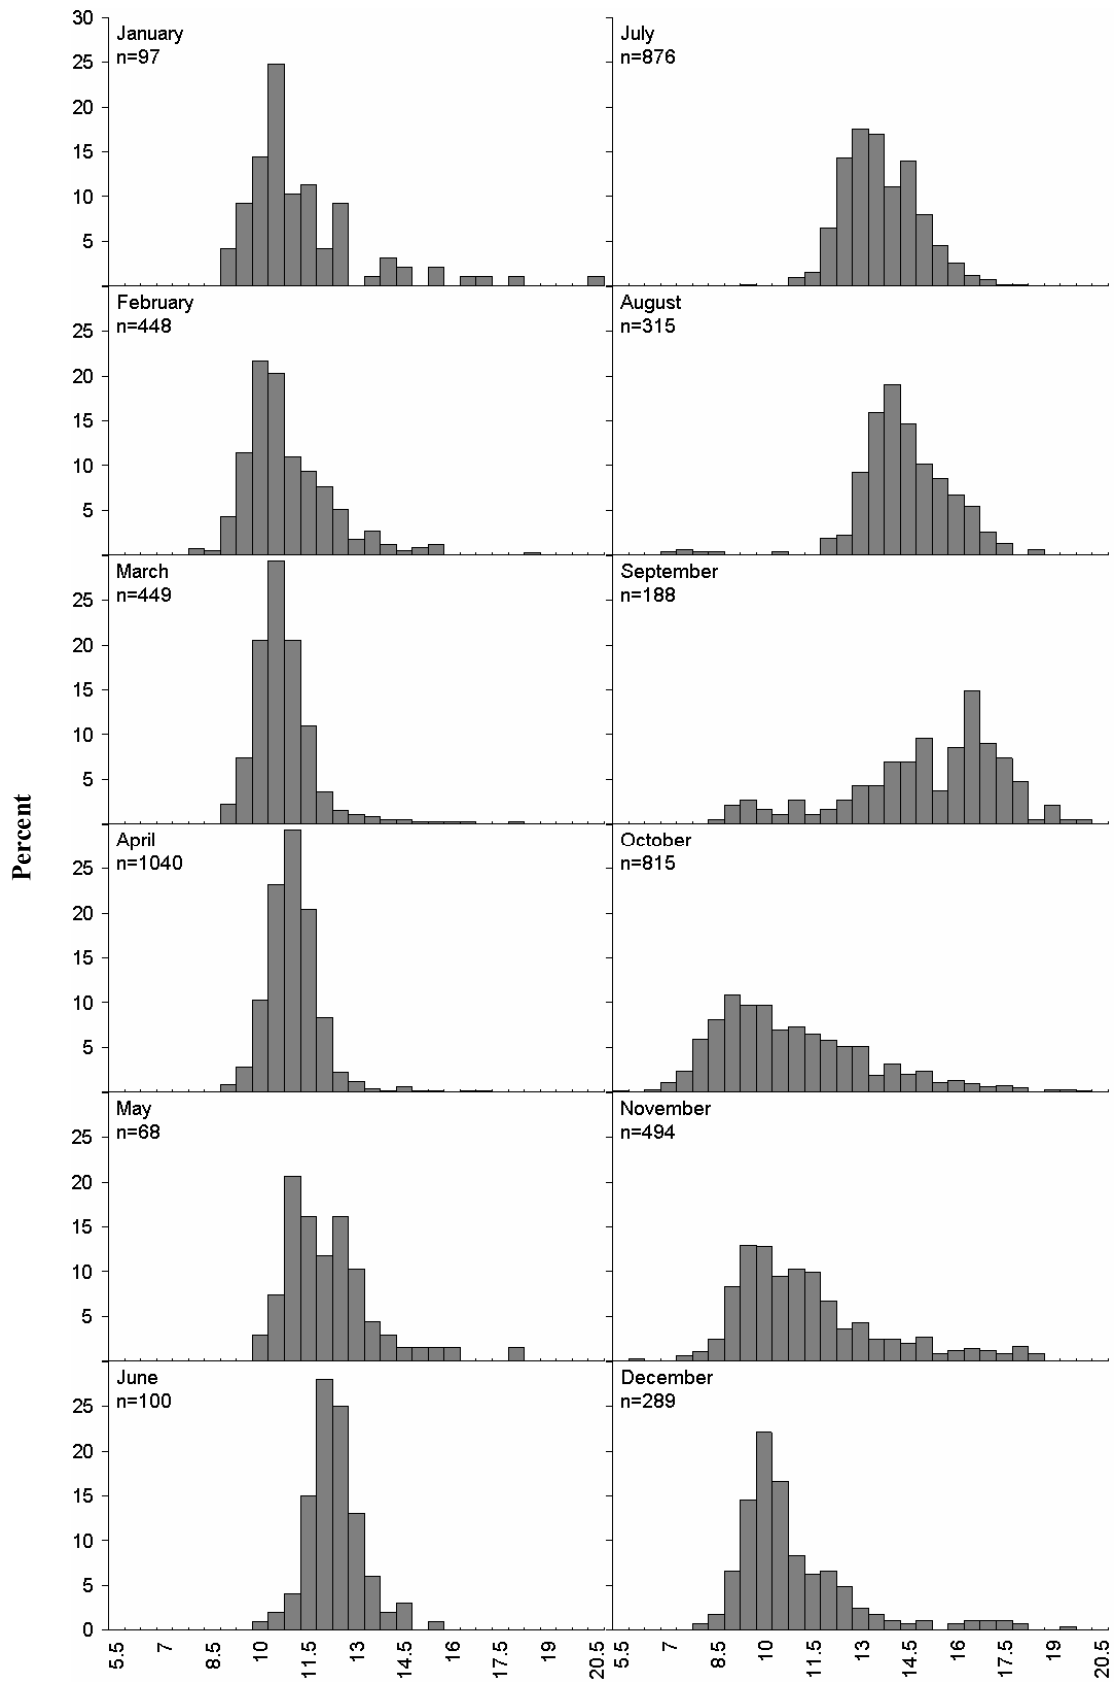 Percent
30
25
20
15
10
5
January
n=97
July
n=876
25
20
15
10
5
February
n=448
August
n=315
25
20
15
10
5
March
n=449
September
n=188
25
20
15
10
5
April
n=1040
October
n=815
25
20
15
10
5
May
n=68
November
n=494
25
20
15
10
5
0
June
n=100
December
n=289
5.5 7 8.5 10 11.5 13 14.5 16 17.5 19 20.5
5.5 7 8.5 10 11.5 13 14.5 16 17.5 19 20.5